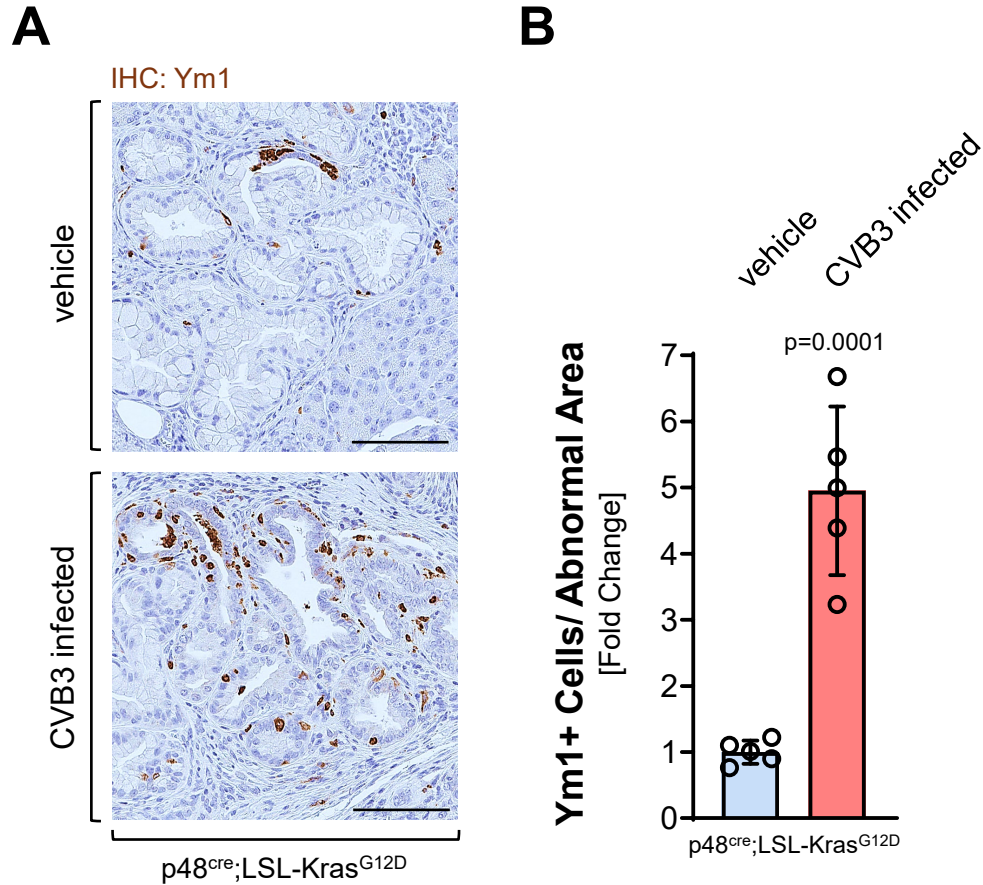 A
IHC: Ym1
vehicle
CVB3 infected
p48cre;LSL-KrasG12D
B
vehicle
CVB3 infected
p=0.0001
Ym1+ Cells/ Abnormal Area
[Fold Change]
7
6
5
4
3
2
1
0
p48cre;LSL-KrasG12D